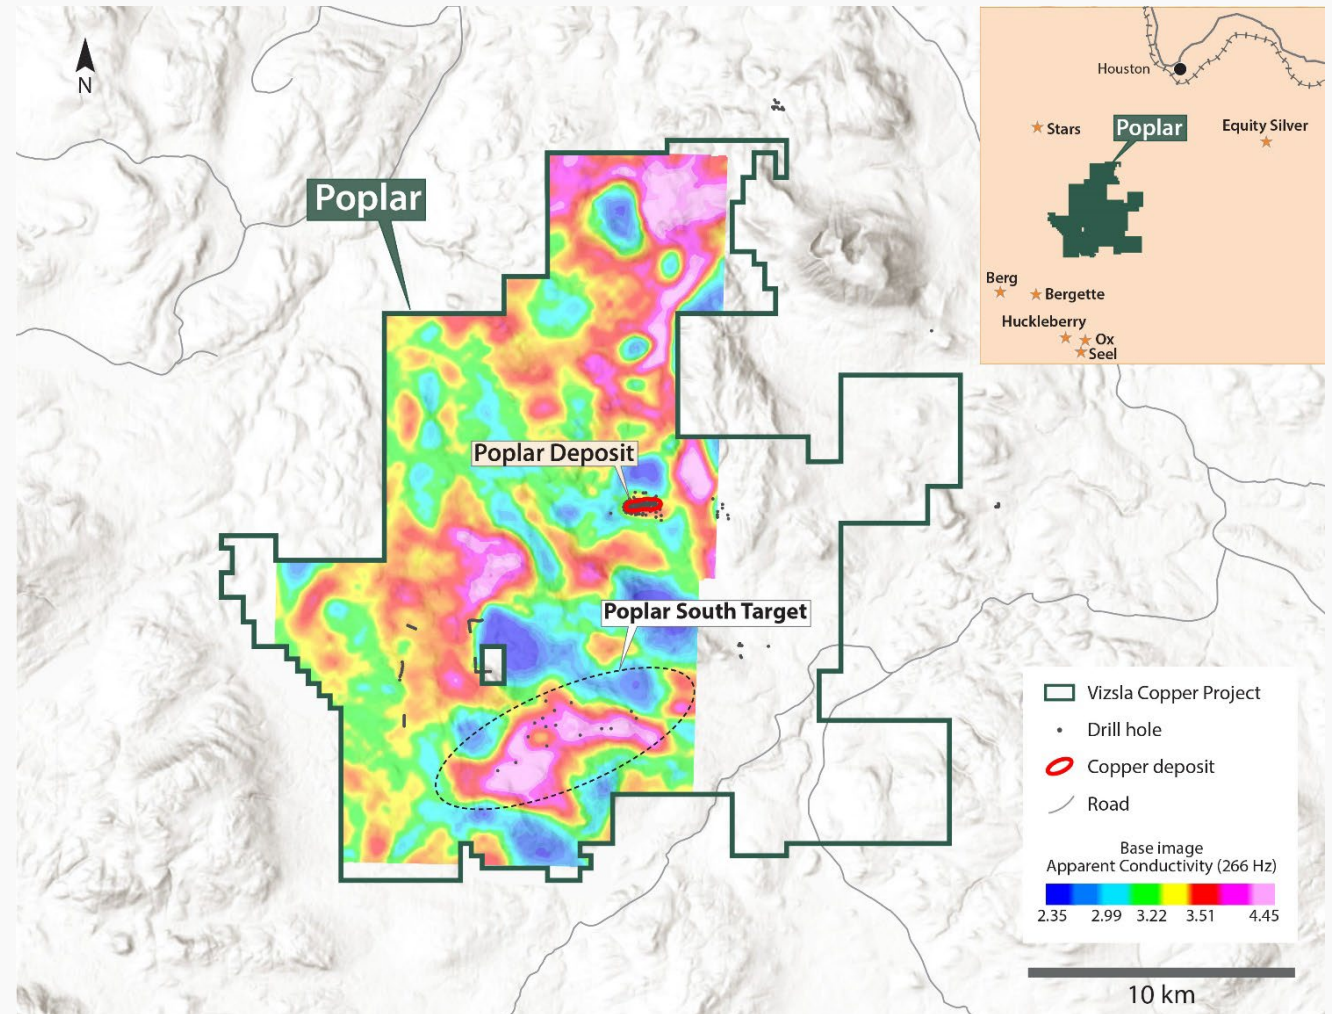 N
Poplar
Poplar Deposit
Poplar South Target
Houston
Stars
Poplar
Equity Silver
Berg
Bergette
Huckleberry
Ox
Seel
Vizsla Copper Project
Drill hole
Copper deposit
Road
Base image
Apparent Conductivity (266 Hz)
2.35 2.99 3.22 3.51 4.45
10 km